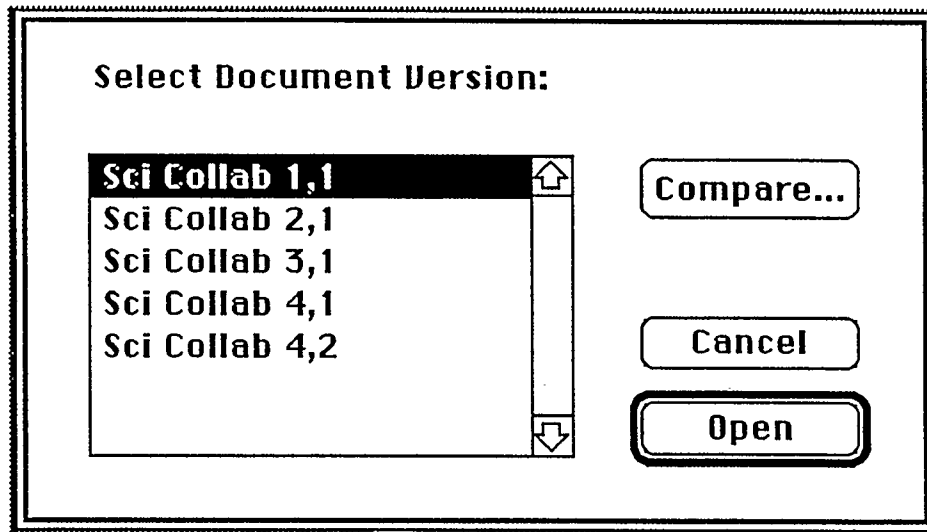 Select Document Version:
Sci Collab 1,1
Sci Collab 2,1
Sci Collab 3,1
Sci Collab 4,1
Sci Collab 4,2
Compare...
Cancel
Open